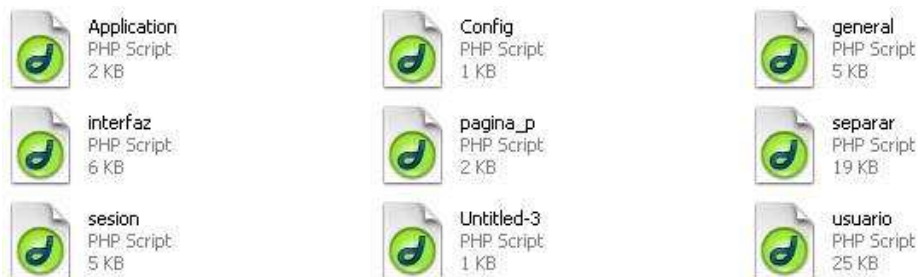 Application
PHP Script
2 KB
Config
PHP Script
1 KB
general
PHP Script
5 KB
interfaz
PHP Script
6 KB
pagina_p
PHP Script
2 KB
separar
PHP Script
19 KB
sesion
PHP Script
5 KB
Untitled-3
PHP Script
1 KB
usuario
PHP Script
25 KB